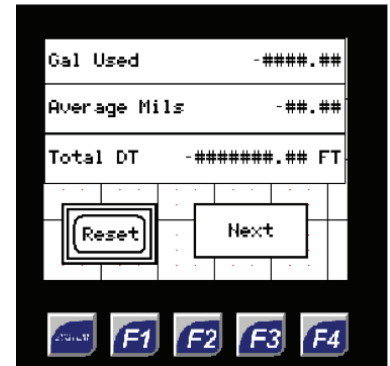 Gal Used -####.##
Average Mils -##.##
Total DT -#######.## FT
Reset Next
F1 F2 F3 F4